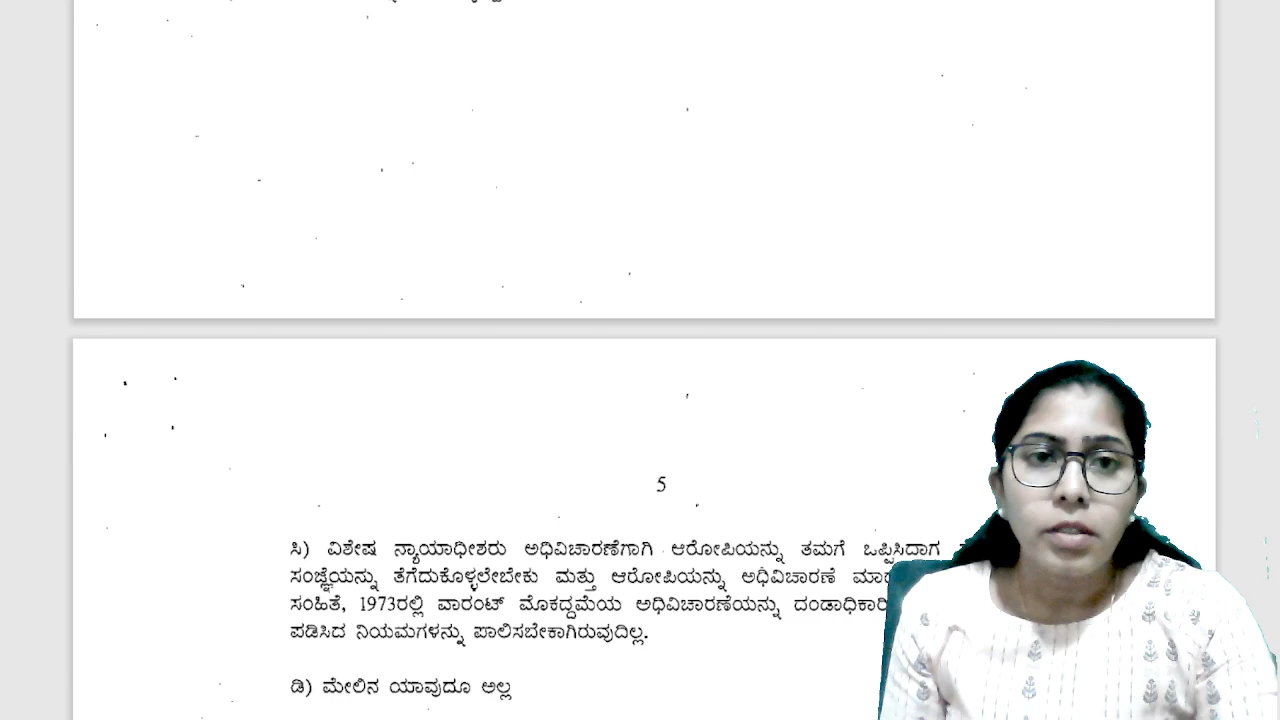 5
ಸಿ) ವಿಶೇಷ ನ್ಯಾಯಾಧೀಶರು ಅಧಿವಿಚಾರಣೆಗಾಗಿ ಆರೋಪಿಯನ್ನು ತಮಗೆ ಒಪ್ಪಿಸಿದಾಗ
ಸಂಜ್ಞೆಯನ್ನು ತೆಗೆದುಕೊಳ್ಳಲೇಬೇಕು ಮತ್ತು ಆರೋಪಿಯನ್ನು ಅಧಿವಿಚಾರಣೆ
ಸಂಹಿತೆ, 1973ರಲ್ಲಿ ವಾರಂಟ್ ಮೊಕದ್ದಮೆಯ ಅಧಿವಿಚಾರಣೆಯನ್ನು
ಪಡಿಸಿದ ನಿಯಮಗಳನ್ನು ಪಾಲಿಸಬೇಕಾಗಿರುವುದಿಲ್ಲ.
ಡಿ) ಮೇಲಿನ ಯಾವುದೂ ಅಲ್ಲ